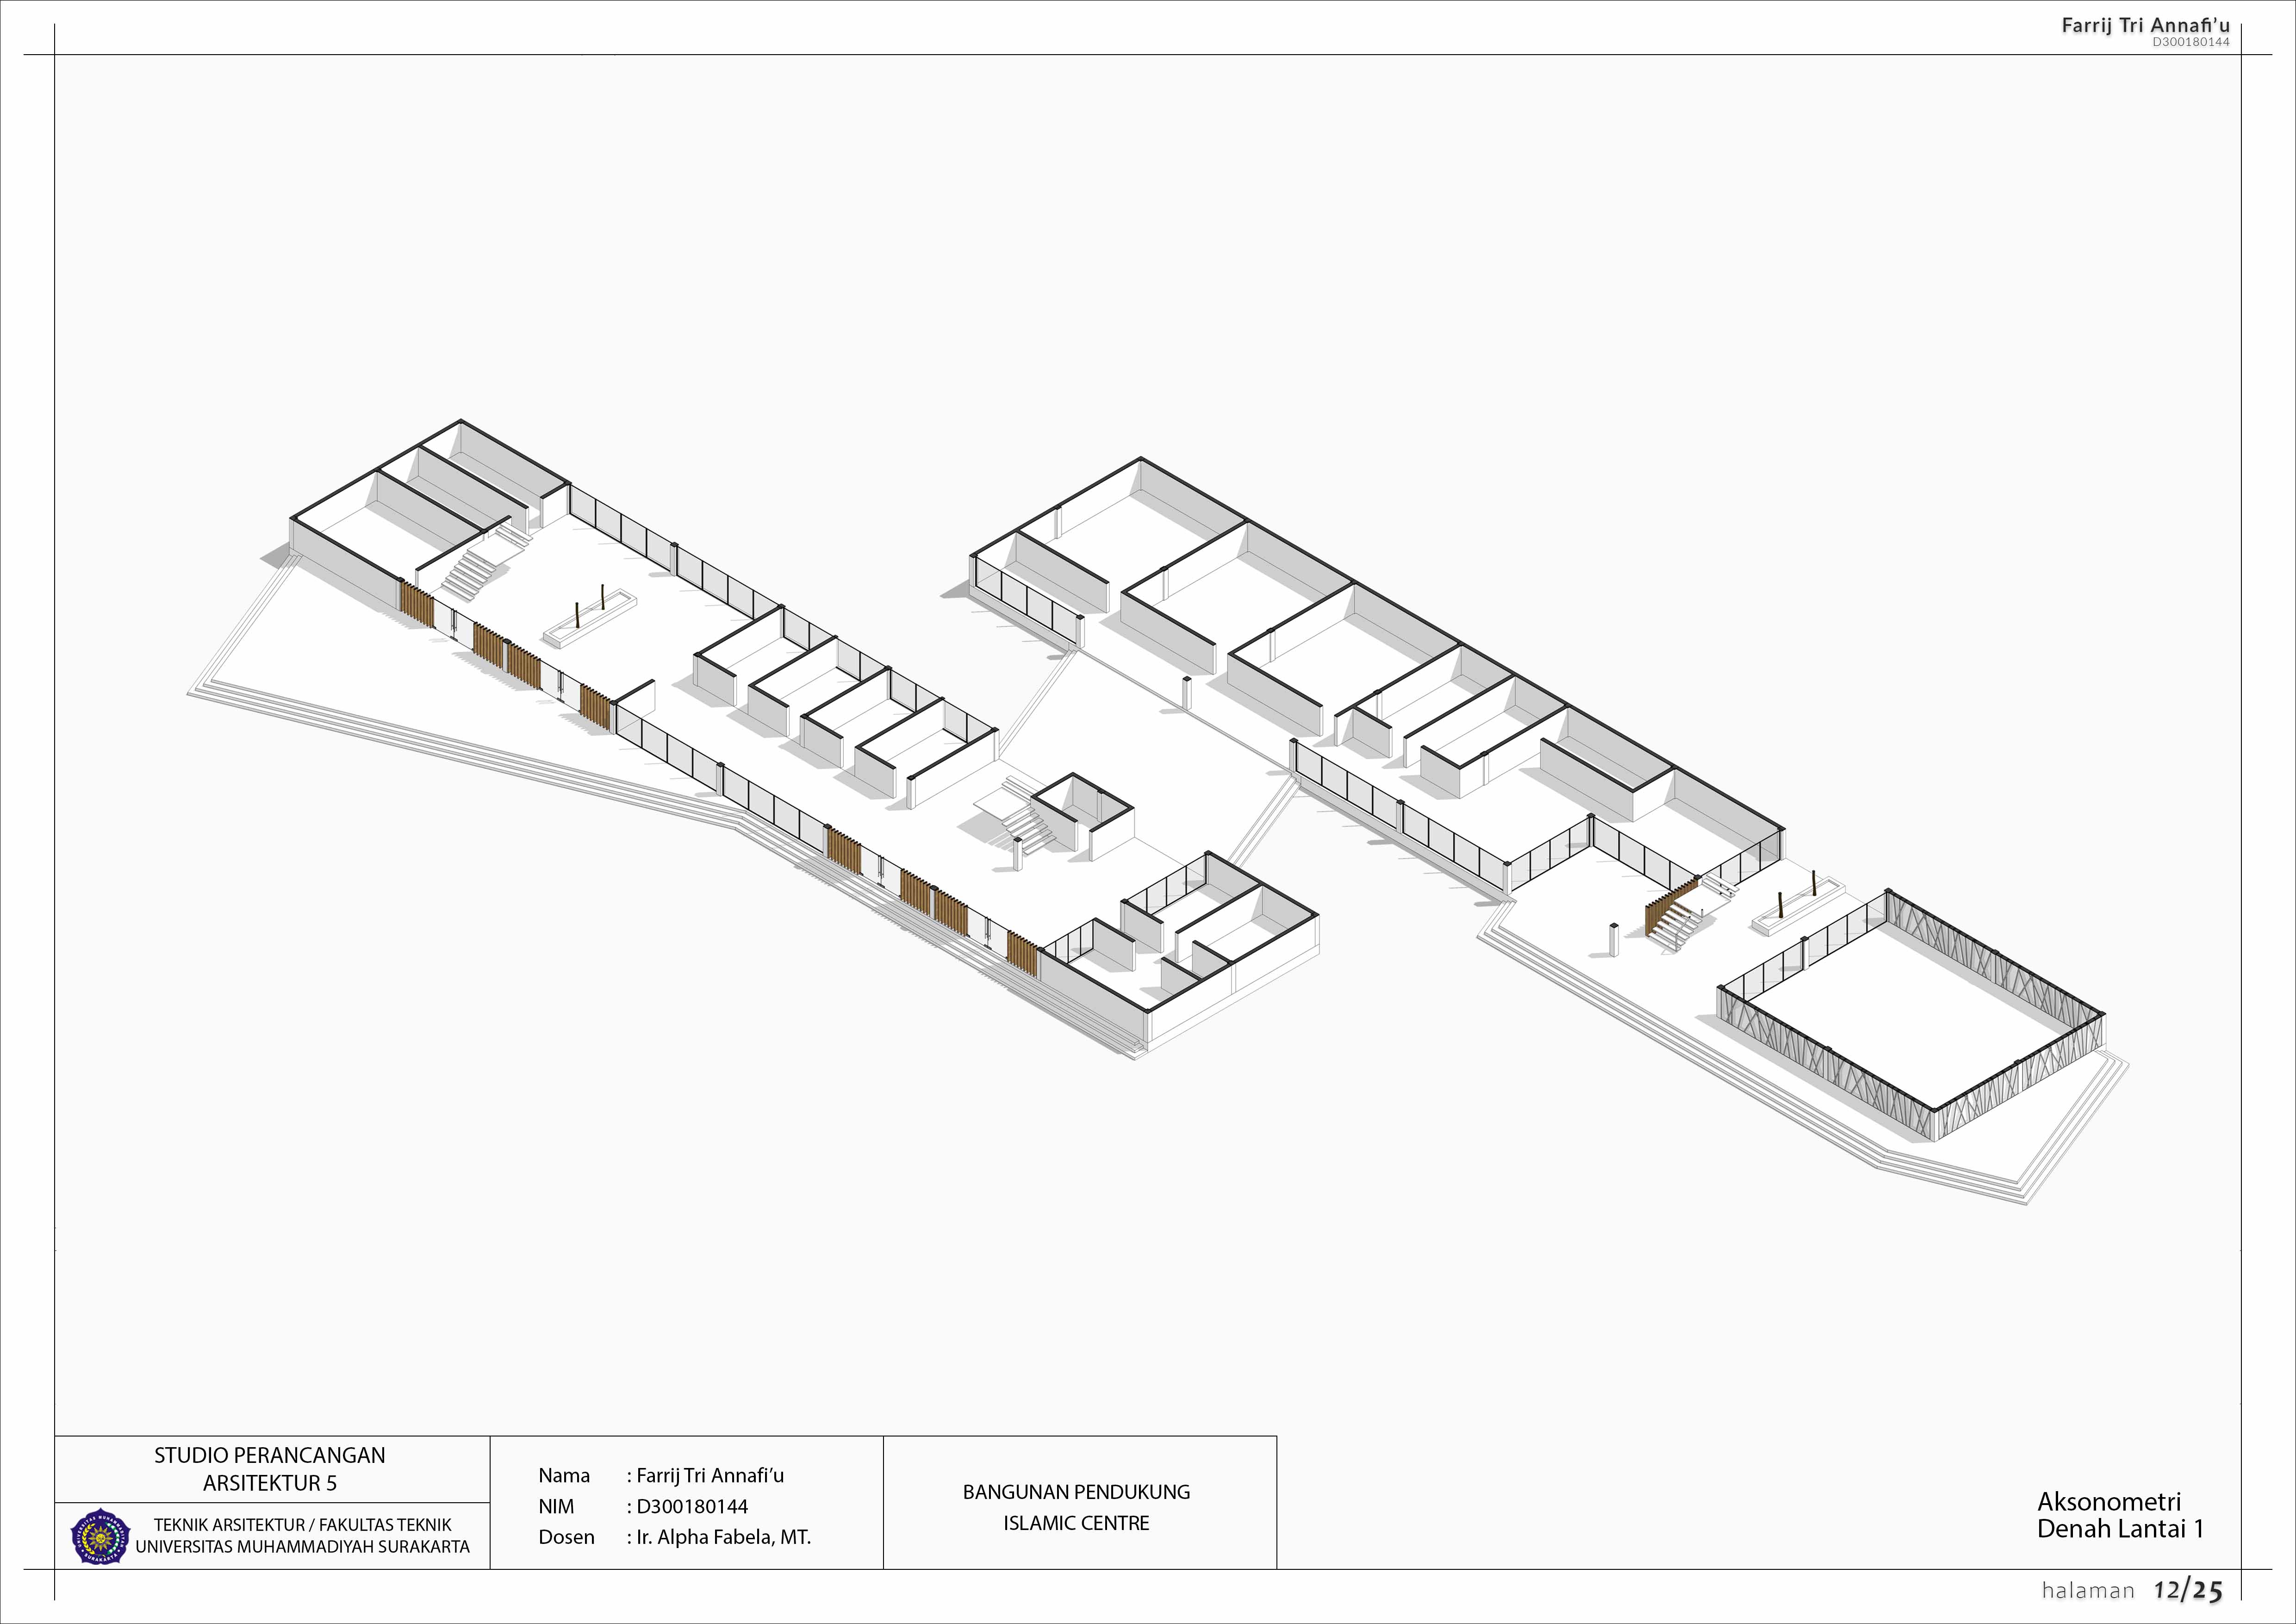 Farrij Tri Annafi’u
D300180144
STUDIO PERANCANGAN
ARSITEKTUR 5
TEKNIK ARSITEKTUR / FAKULTAS TEKNIK
UNIVERSITAS MUHAMMADIYAH SURAKARTA
Nama : Farrij Tri Annafi’u
NIM : D300180144
Dosen : Ir. Alpha Fabela, MT.
BANGUNAN PENDUKUNG
ISLAMIC CENTRE
Aksonometri
Denah Lantai 1
halaman 12/25